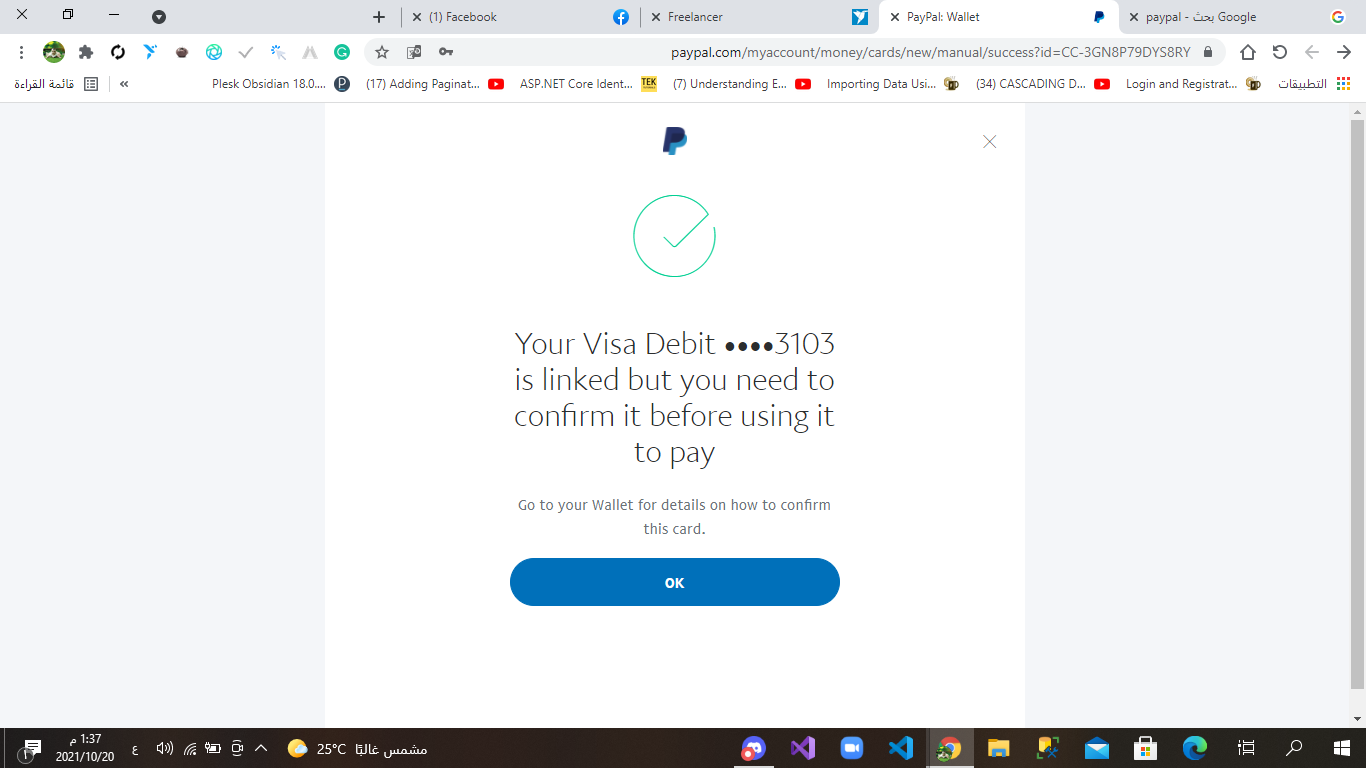 (1) Facebook
Freelancer
PayPal: Wallet
paypal - بحث Google
paypal.com/myaccount/money/cards/new/manual/success?id=CC-3GN8P79DYS8RY
قائمة القراءة
Plesk Obsidian 18.0....
(17) Adding Paginat...
ASP.NET Core Ident...
(7) Understanding E...
Importing Data Usi...
(34) CASCADING D...
Login and Registrat...
التطبيقات
Your Visa Debit ••••3103
is linked but you need to
confirm it before using it
to pay
Go to your Wallet for details on how to confirm
this card.
OK
1:37 م
2021/10/20
ع
25°C مشمس غالبًا